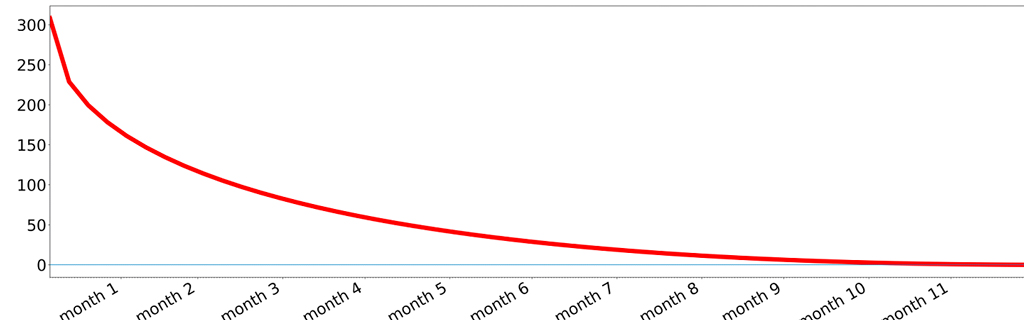 300
250
200
150
100
50
0
month 1
month 2
month 3
month 4
month 5
month 6
month 7
month 8
month 9
month 10
month 11